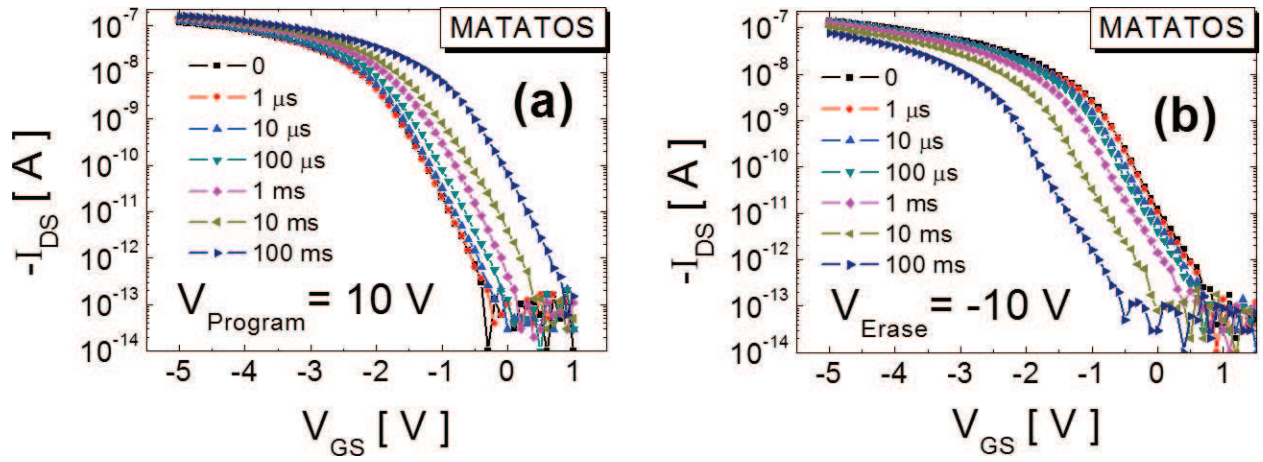 MATATOS
(a)
0
1 μs
10 μs
100 μs
1 ms
10 ms
100 ms
V_Program = 10 V
10^-7
10^-8
10^-9
10^-10
10^-11
10^-12
10^-13
10^-14
-I_DS [ A ]
-5 -4 -3 -2 -1 0 1
V_GS [ V ]
MATATOS
(b)
0
1 μs
10 μs
100 μs
1 ms
10 ms
100 ms
V_Erase = -10 V
10^-7
10^-8
10^-9
10^-10
10^-11
10^-12
10^-13
10^-14
-I_DS [ A ]
-5 -4 -3 -2 -1 0 1
V_GS [ V ]